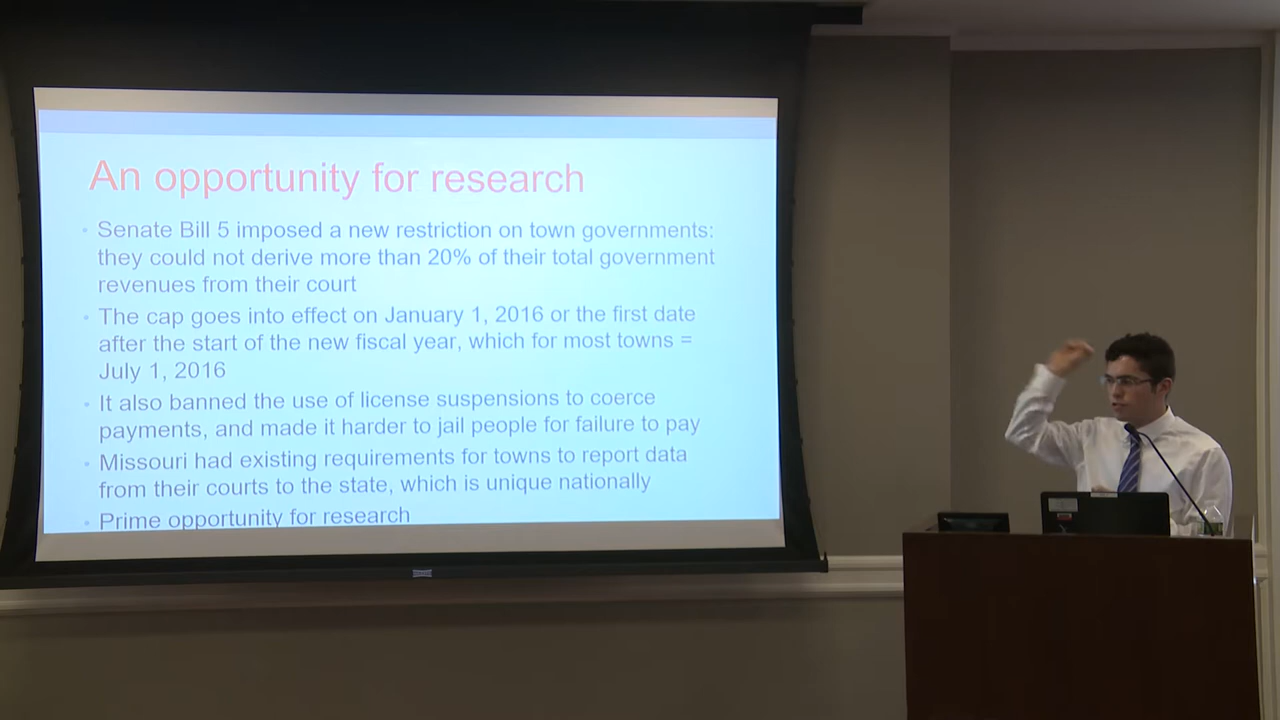 An opportunity for research
• Senate Bill 5 imposed a new restriction on town governments:
they could not derive more than 20% of their total government
revenues from their court
• The cap goes into effect on January 1, 2016 or the first date
after the start of the new fiscal year, which for most towns =
July 1, 2016
• It also banned the use of license suspensions to coerce
payments, and made it harder to jail people for failure to pay
• Missouri had existing requirements for towns to report data
from their courts to the state, which is unique nationally
• Prime opportunity for research